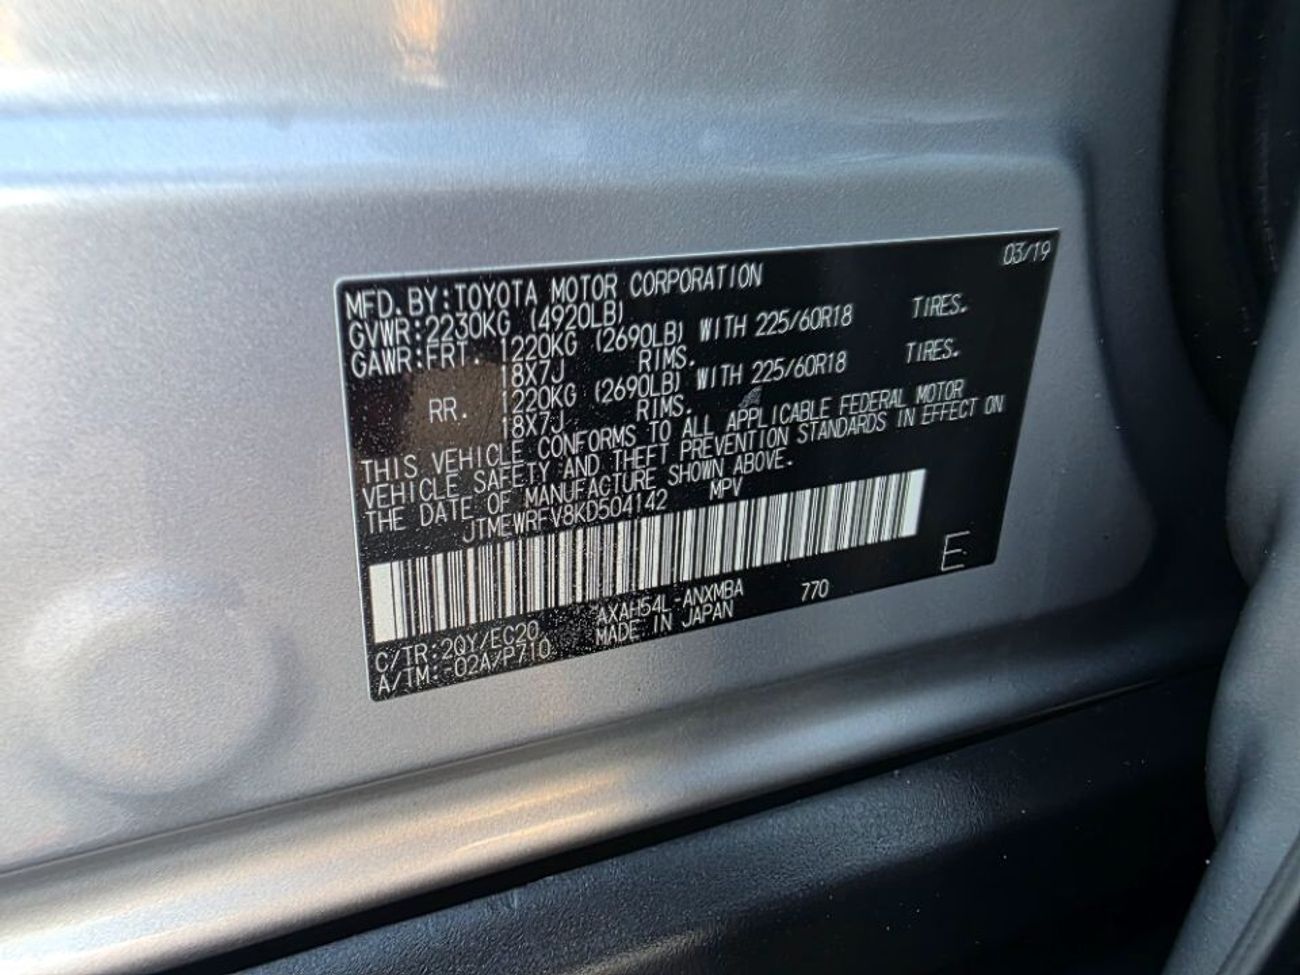 03/19
MFD. BY: TOYOTA MOTOR CORPORATION
GVWR: 2230KG (4920LB)
GAWR: FRT. 1220KG (2690LB) WITH 225/60R18 TIRES.
18X7J RIMS.
RR. 1220KG (2690LB) WITH 225/60R18 TIRES.
18X7J RIMS.
THIS VEHICLE CONFORMS TO ALL APPLICABLE FEDERAL MOTOR
VEHICLE SAFETY AND THEFT PREVENTION STANDARDS IN EFFECT ON
THE DATE OF MANUFACTURE SHOWN ABOVE.
JTMEWRFV8KD504142 MPV
E
AXAH54L-ANXMBA 770
C/TR: 2QY/EC20 MADE IN JAPAN
A/TM: -02A/P710